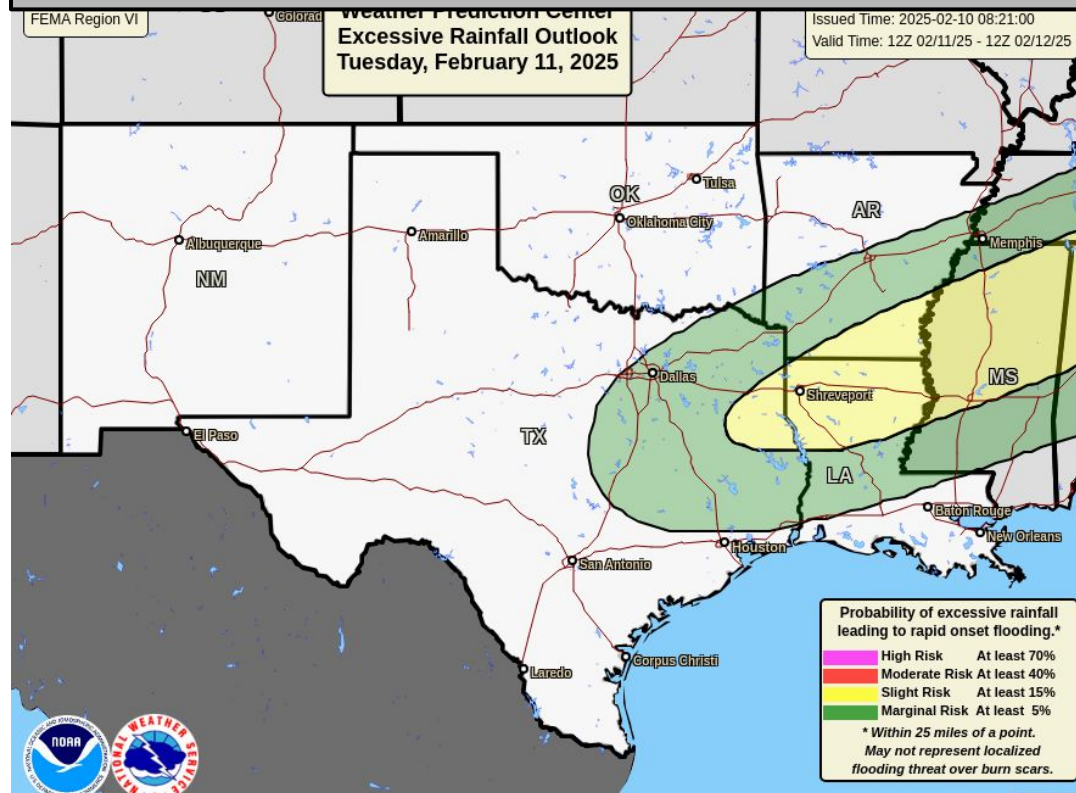 FEMA Region VI
Colorad
Weather Prediction Center
Excessive Rainfall Outlook
Tuesday, February 11, 2025
Issued Time: 2025-02-10 08:21:00
Valid Time: 12Z 02/11/25 - 12Z 02/12/25
Tulsa
OK
Oklahoma City
AR
Albuquerque
Amarillo
Memphis
NM
Dallas
MS
Shreveport
El Paso
TX
LA
Baton Rouge
New Orleans
Houston
San Antonio
Laredo
Corpus Christi
Probability of excessive rainfall
leading to rapid onset flooding.*
High Risk At least 70%
Moderate Risk At least 40%
Slight Risk At least 15%
Marginal Risk At least 5%
* Within 25 miles of a point.
May not represent localized
flooding threat over burn scars.
NOAA
NATIONAL WEATHER SERVICE